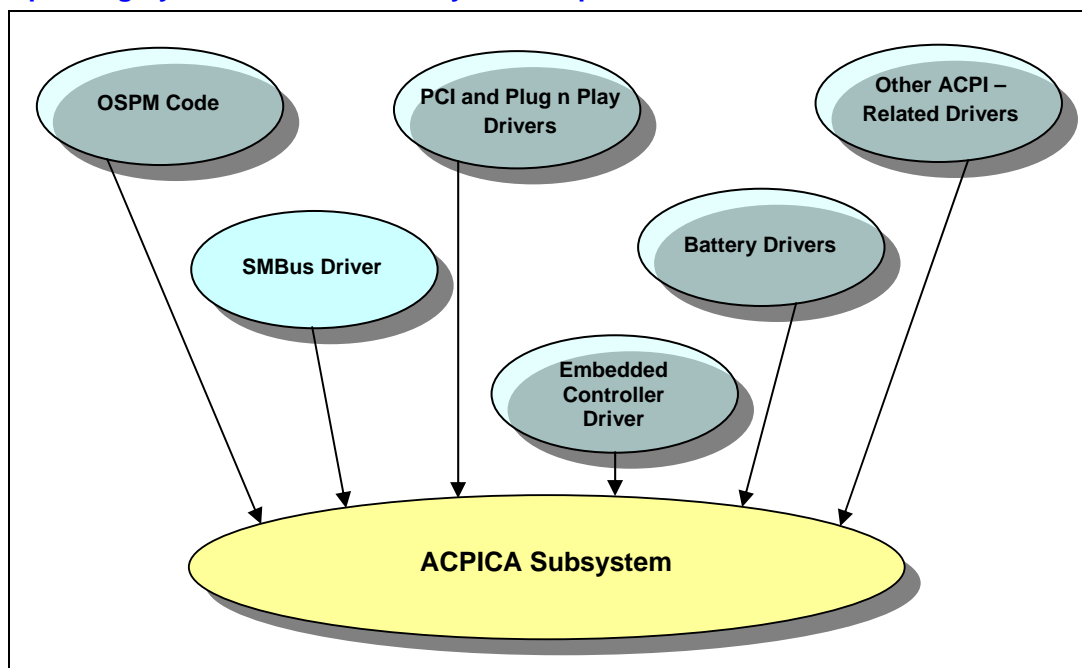 OSPM Code
PCI and Plug n Play
Drivers
Other ACPI –
Related Drivers
SMBus Driver
Battery Drivers
Embedded
Controller
Driver
ACPICA Subsystem